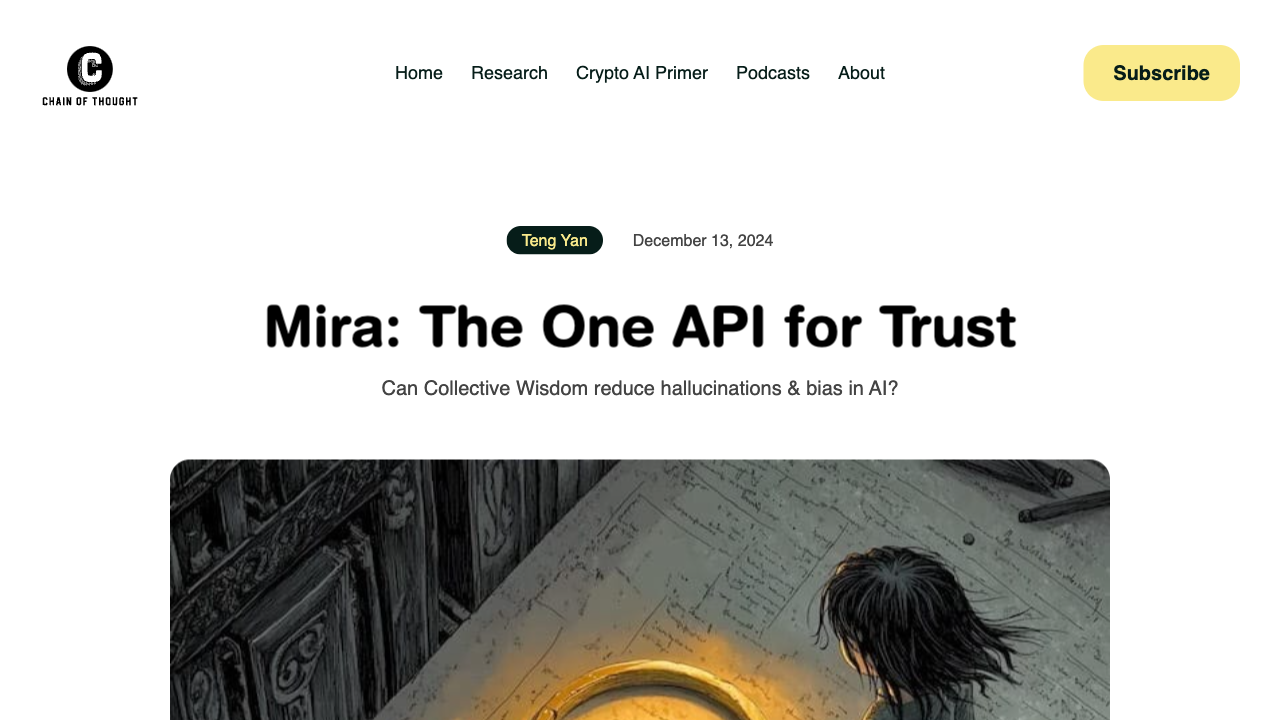 C
CHAIN OF THOUGHT
Home
Research
Crypto AI Primer
Podcasts
About
Subscribe
Teng Yan
December 13, 2024
Mira: The One API for Trust
Can Collective Wisdom reduce hallucinations & bias in AI?